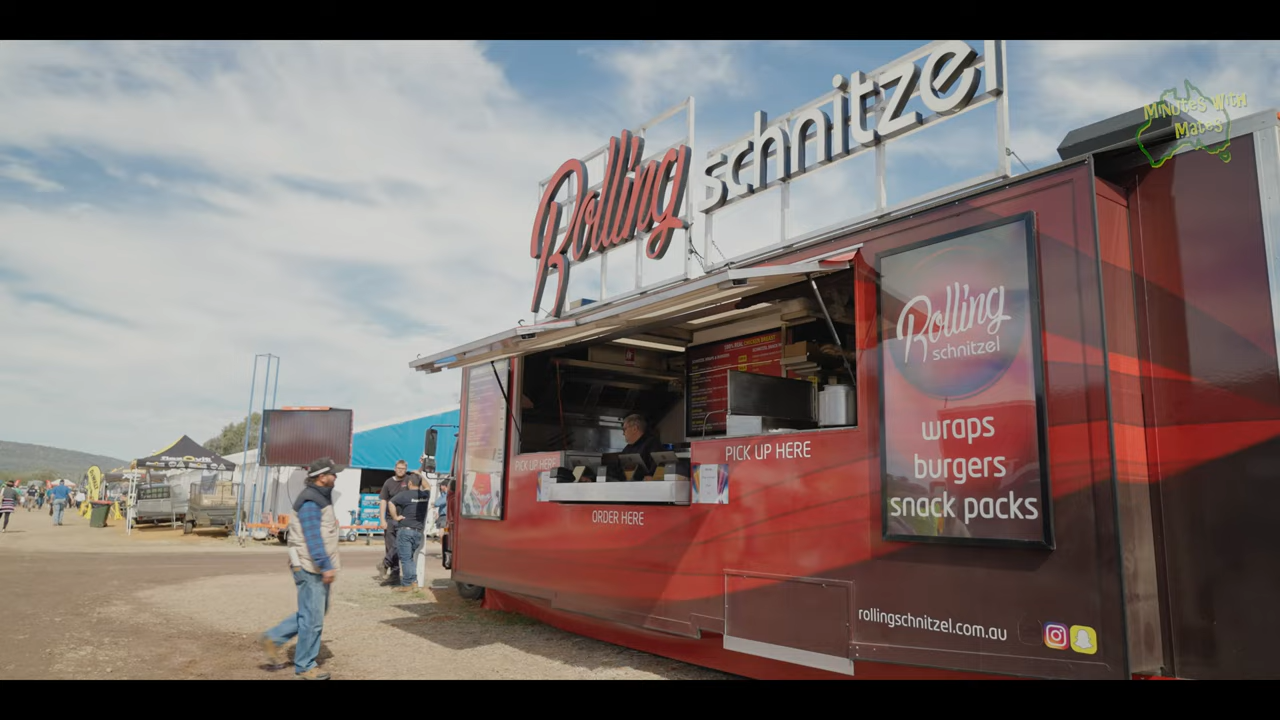 Rolling schnitzel
MINUTES WITH
MATES
Rolling
schnitzel
wraps
burgers
snack packs
PICK UP HERE
PICK UP HERE
ORDER HERE
rollingschnitzel.com.au